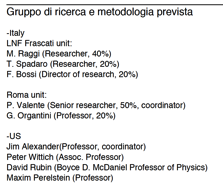 Gruppo di ricerca e metodologia prevista
-Italy
LNF Frascati unit:
M. Raggi (Researcher, 40%)
T. Spadaro (Researcher, 20%)
F. Bossi (Director of research, 20%)
Roma unit:
P. Valente (Senior researcher, 50%, coordinator)
G. Organtini (Professor, 20%)
-US
Jim Alexander(Professor, coordinator)
Peter Wittich (Assoc. Professor)
David Rubin (Boyce D. McDaniel Professor of Physics)
Maxim Perelstein (Professor)